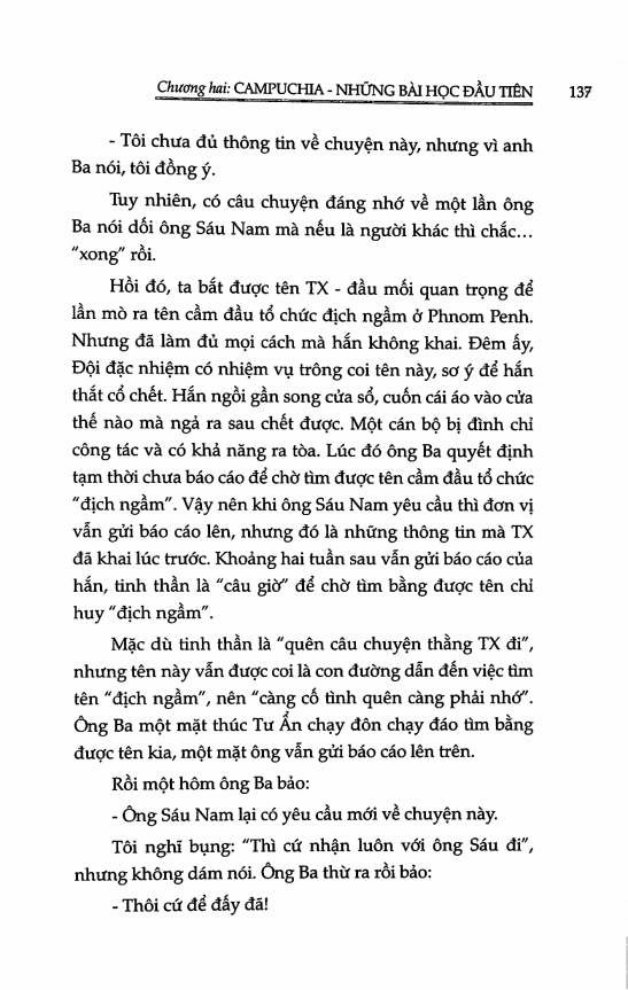 Chương hai: CAMPUCHIA - NHỮNG BÀI HỌC ĐẦU TIÊN 137
- Tôi chưa đủ thông tin về chuyện này, nhưng vì anh
Ba nói, tôi đồng ý.
Tuy nhiên, có câu chuyện đáng nhớ về một lần ông
Ba nói dối ông Sáu Nam mà nếu là người khác thì chắc...
"xong" rồi.
Hồi đó, ta bắt được tên TX - đầu mối quan trọng để
lần mò ra tên cầm đầu tổ chức địch ngầm ở Phnom Penh.
Nhưng đã làm đủ mọi cách mà hắn không khai. Đêm ấy,
Đội đặc nhiệm có nhiệm vụ trông coi tên này, sơ ý để hắn
thắt cổ chết. Hắn ngồi gần song cửa sổ, cuốn cái áo vào cửa
thế nào mà ngả ra sau chết được. Một cán bộ bị đình chỉ
công tác và có khả năng ra tòa. Lúc đó ông Ba quyết định
tạm thời chưa báo cáo để chờ tìm được tên cầm đầu tổ chức
"địch ngầm". Vậy nên khi ông Sáu Nam yêu cầu thì đơn vị
vẫn gửi báo cáo lên, nhưng đó là những thông tin mà TX
đã khai lúc trước. Khoảng hai tuần sau vẫn gửi báo cáo của
hắn, tinh thần là "câu giờ" để chờ tìm bằng được tên chỉ
huy "địch ngầm".
Mặc dù tinh thần là "quên câu chuyện thằng TX đi",
nhưng tên này vẫn được coi là con đường dẫn đến việc tìm
tên "địch ngầm", nên "càng cố tình quên càng phải nhớ".
Ông Ba một mặt thúc Tư Ẩn chạy đôn chạy đáo tìm bằng
được tên kia, một mặt ông vẫn gửi báo cáo lên trên.
Rồi một hôm ông Ba bảo:
- Ông Sáu Nam lại có yêu cầu mới về chuyện này.
Tôi nghĩ bụng: "Thì cứ nhận luôn với ông Sáu đi",
nhưng không dám nói. Ông Ba thừ ra rồi bảo:
- Thôi cứ để đấy đã!